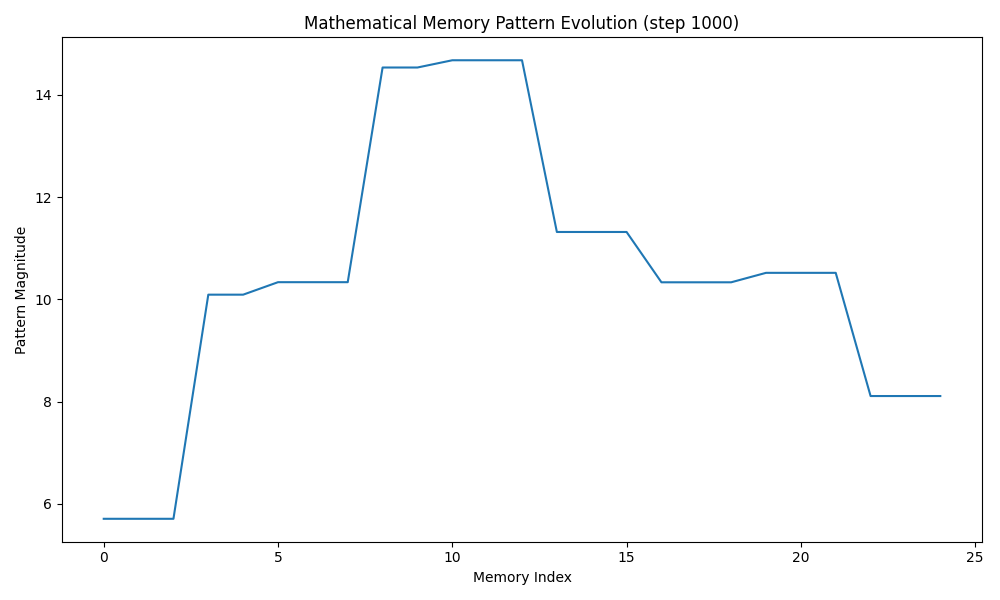 Mathematical Memory Pattern Evolution (step 1000)
Pattern Magnitude
14
12
10
8
6
0 5 10 15 20 25
Memory Index